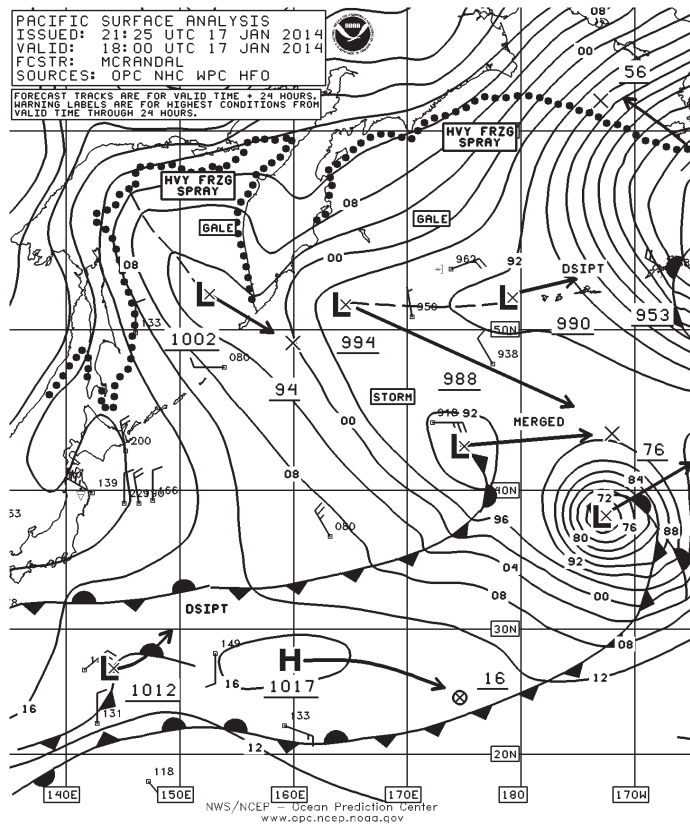 PACIFIC SURFACE ANALYSIS
ISSUED: 21:25 UTC 17 JAN 2014
VALID: 18:00 UTC 17 JAN 2014
FCSTR: MCRANDAL
SOURCES: OPC NHC WPC HFO
FORECAST TRACKS ARE FOR VALID TIME + 24 HOURS.
WARNING LABELS ARE FOR HIGHEST CONDITIONS FROM
VALID TIME THROUGH 24 HOURS.
NOAA
08
00
56
HVY FRZG
SPRAY
HVY FRZG
SPRAY
08
GALE
GALE
08
00
962
92
DSIPT
L
L
L
950
953
133
1002
994
50N
990
080
938
94
988
STORM
00
918
92
MERGED
L
200
76
139
166
40N
84
72
L
76
80
88
08
080
96
92
63
04
00
08
DSIPT
30N
08
149
L
H
16
1012
16
1017
16
12
131
133
12
20N
118
140E
150E
160E
170E
180
170W
NWS/NCEP – Ocean Prediction Center
www.opc.ncep.noaa.gov